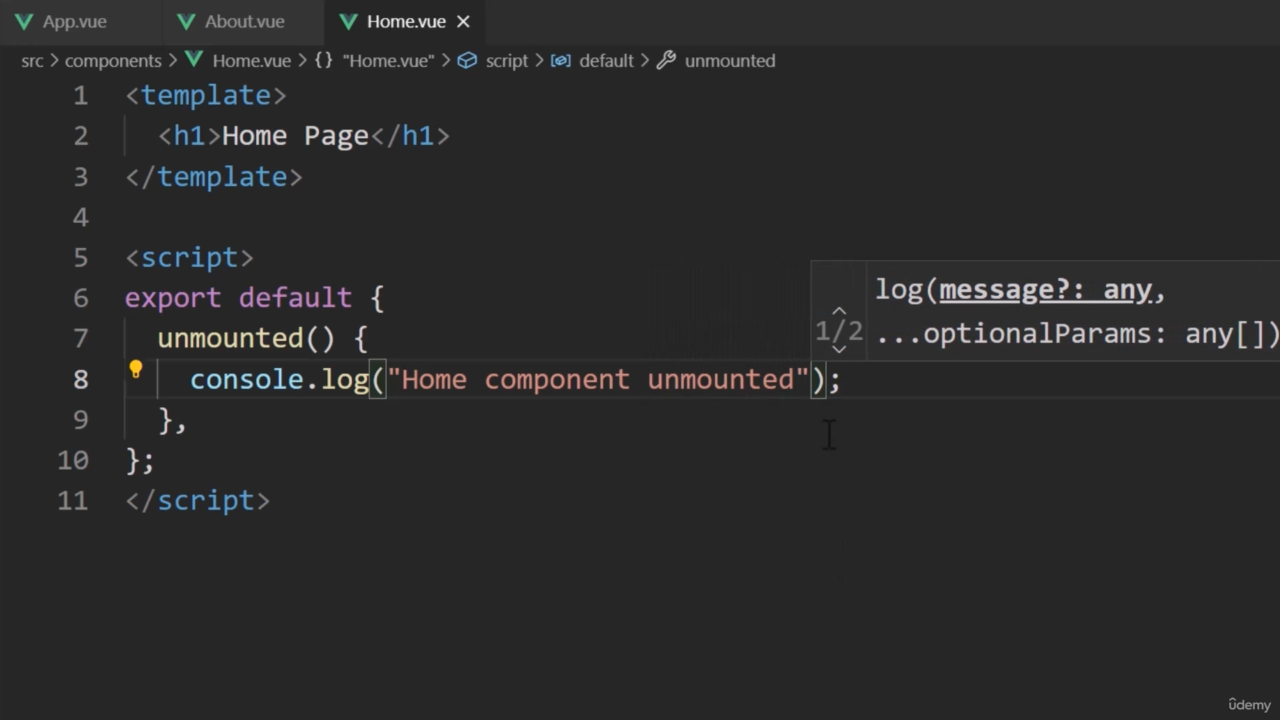 App.vue About.vue Home.vue
src > components > Home.vue > {} "Home.vue" > script > default > unmounted
1 <template>
2 <h1>Home Page</h1>
3 </template>
4
5 <script>
6 export default {
7 unmounted() {
8 console.log("Home component unmounted");
9 },
10 };
11 </script>
1/2
log(message?: any,
...optionalParams: any[])
ûdemy